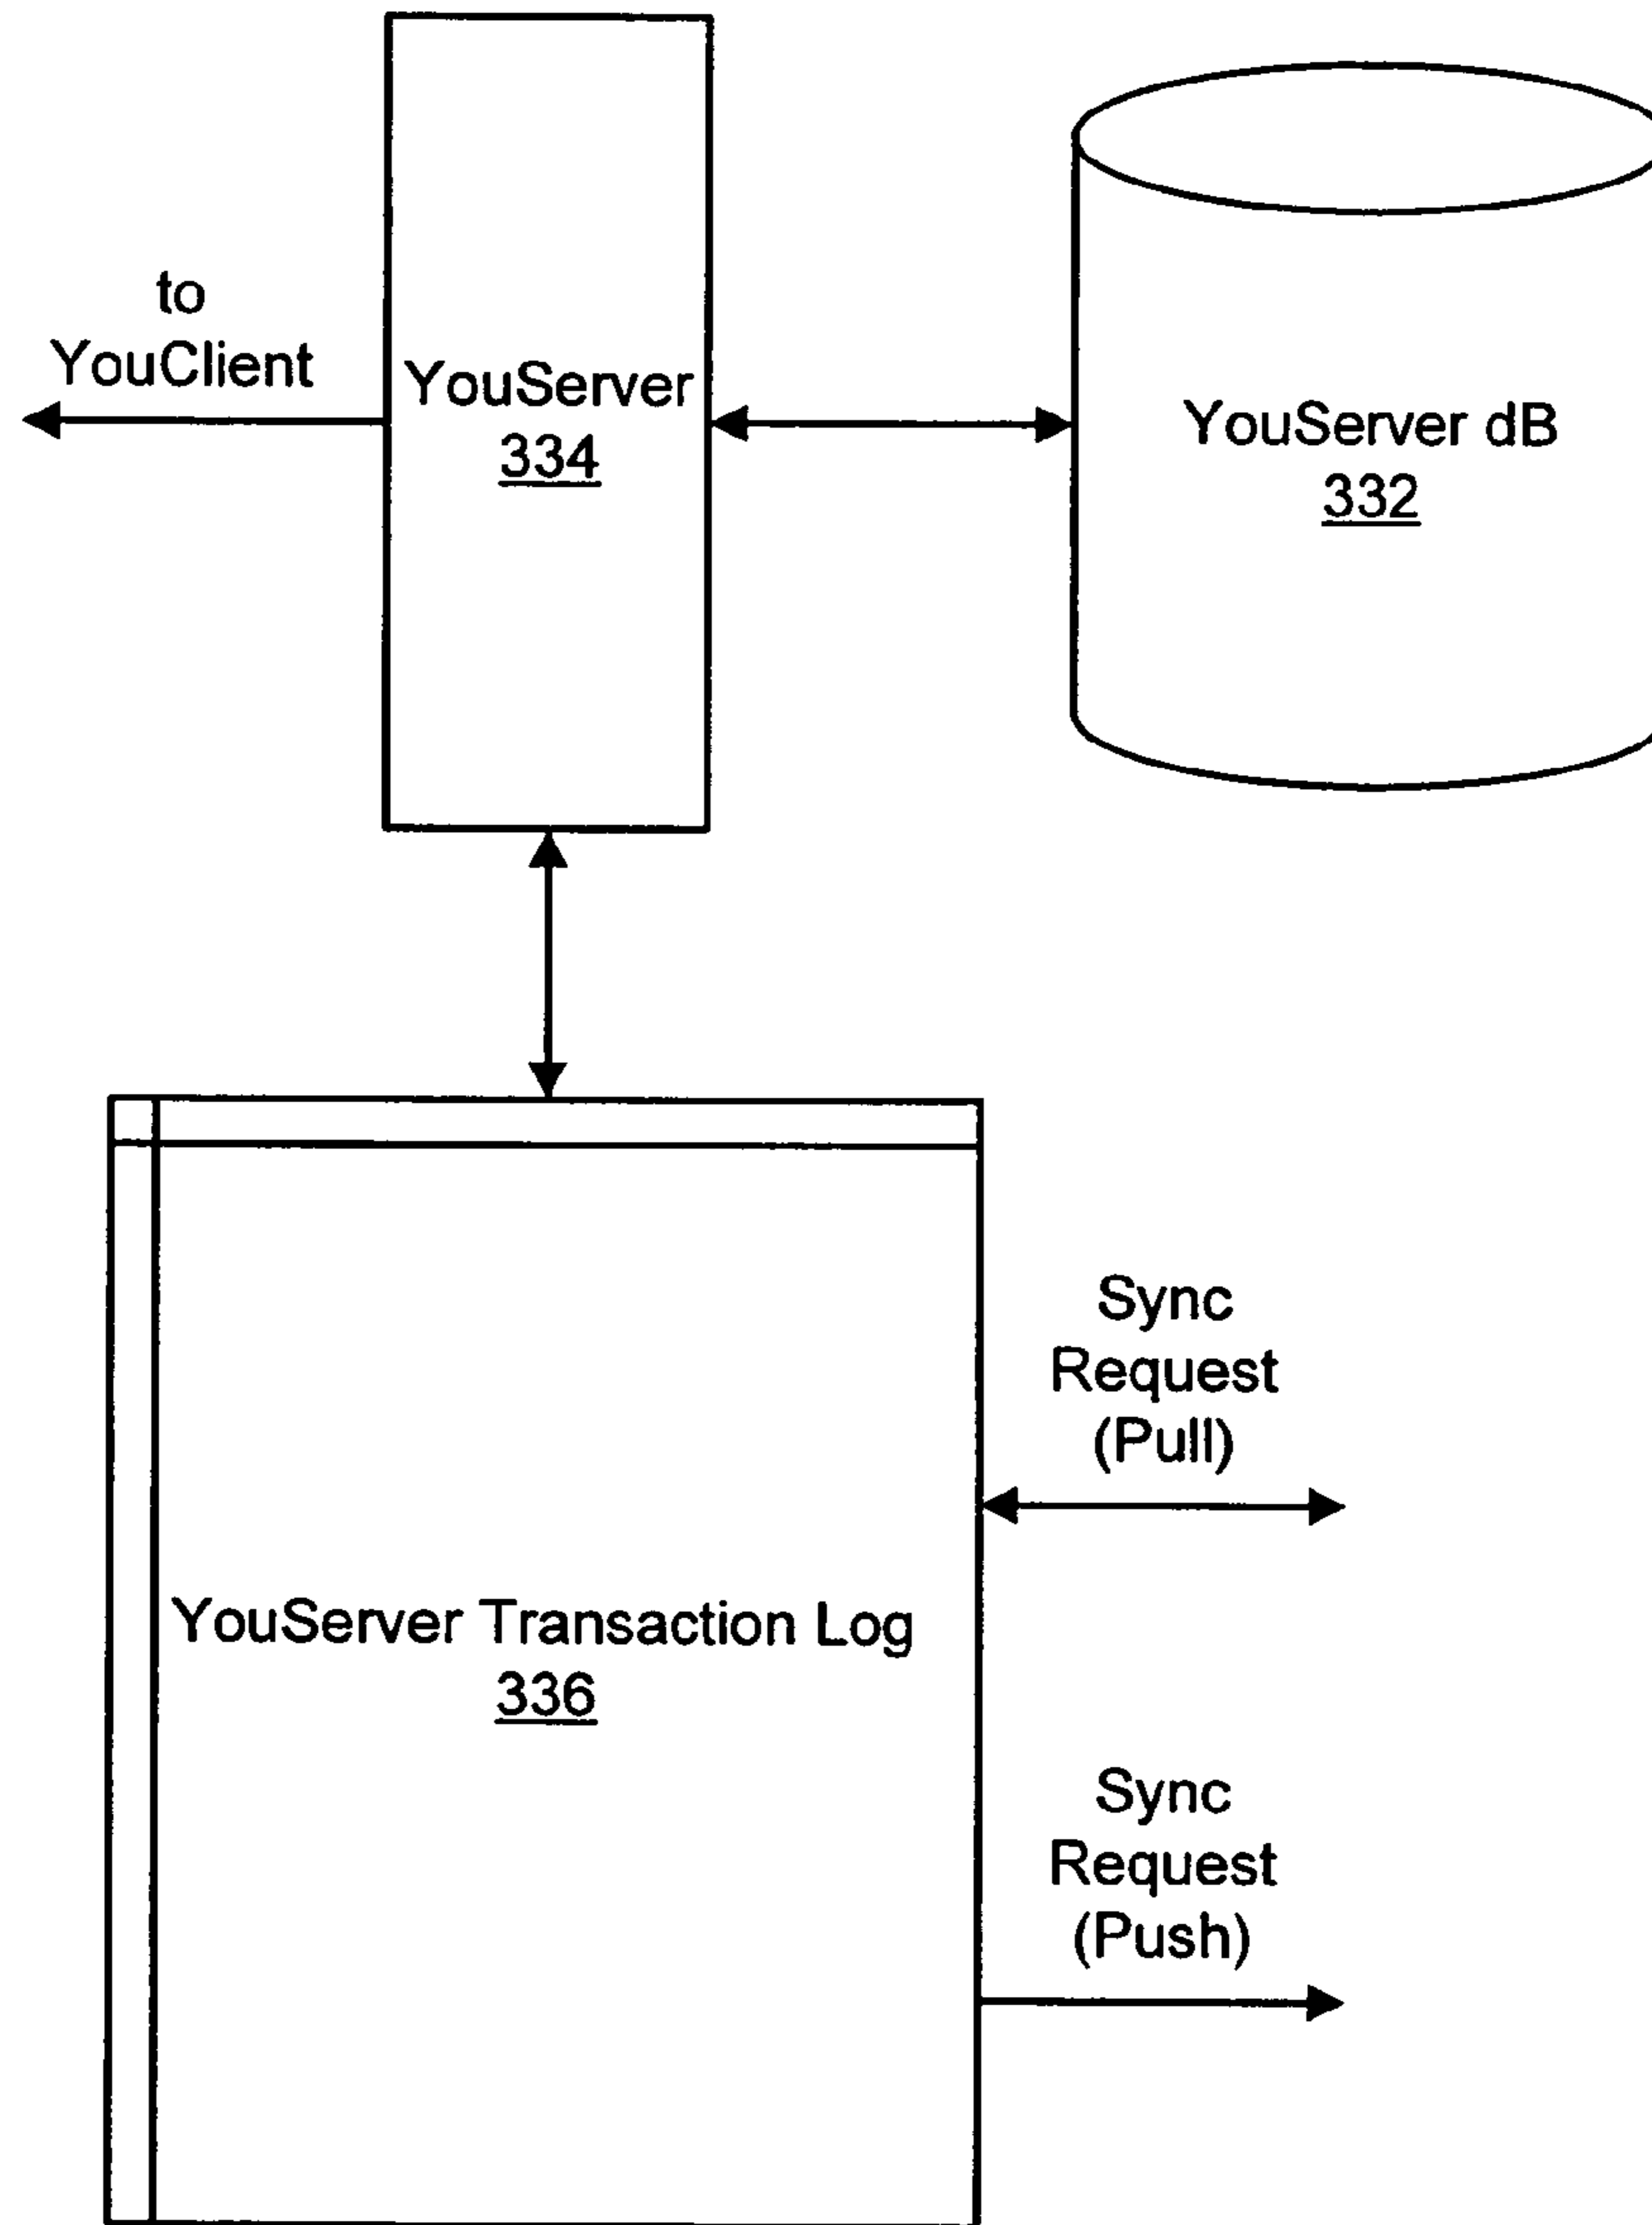 to
YouClient
YouServer
334
YouServer dB
332
Sync
Request
(Pull)
YouServer Transaction Log
336
Sync
Request
(Push)